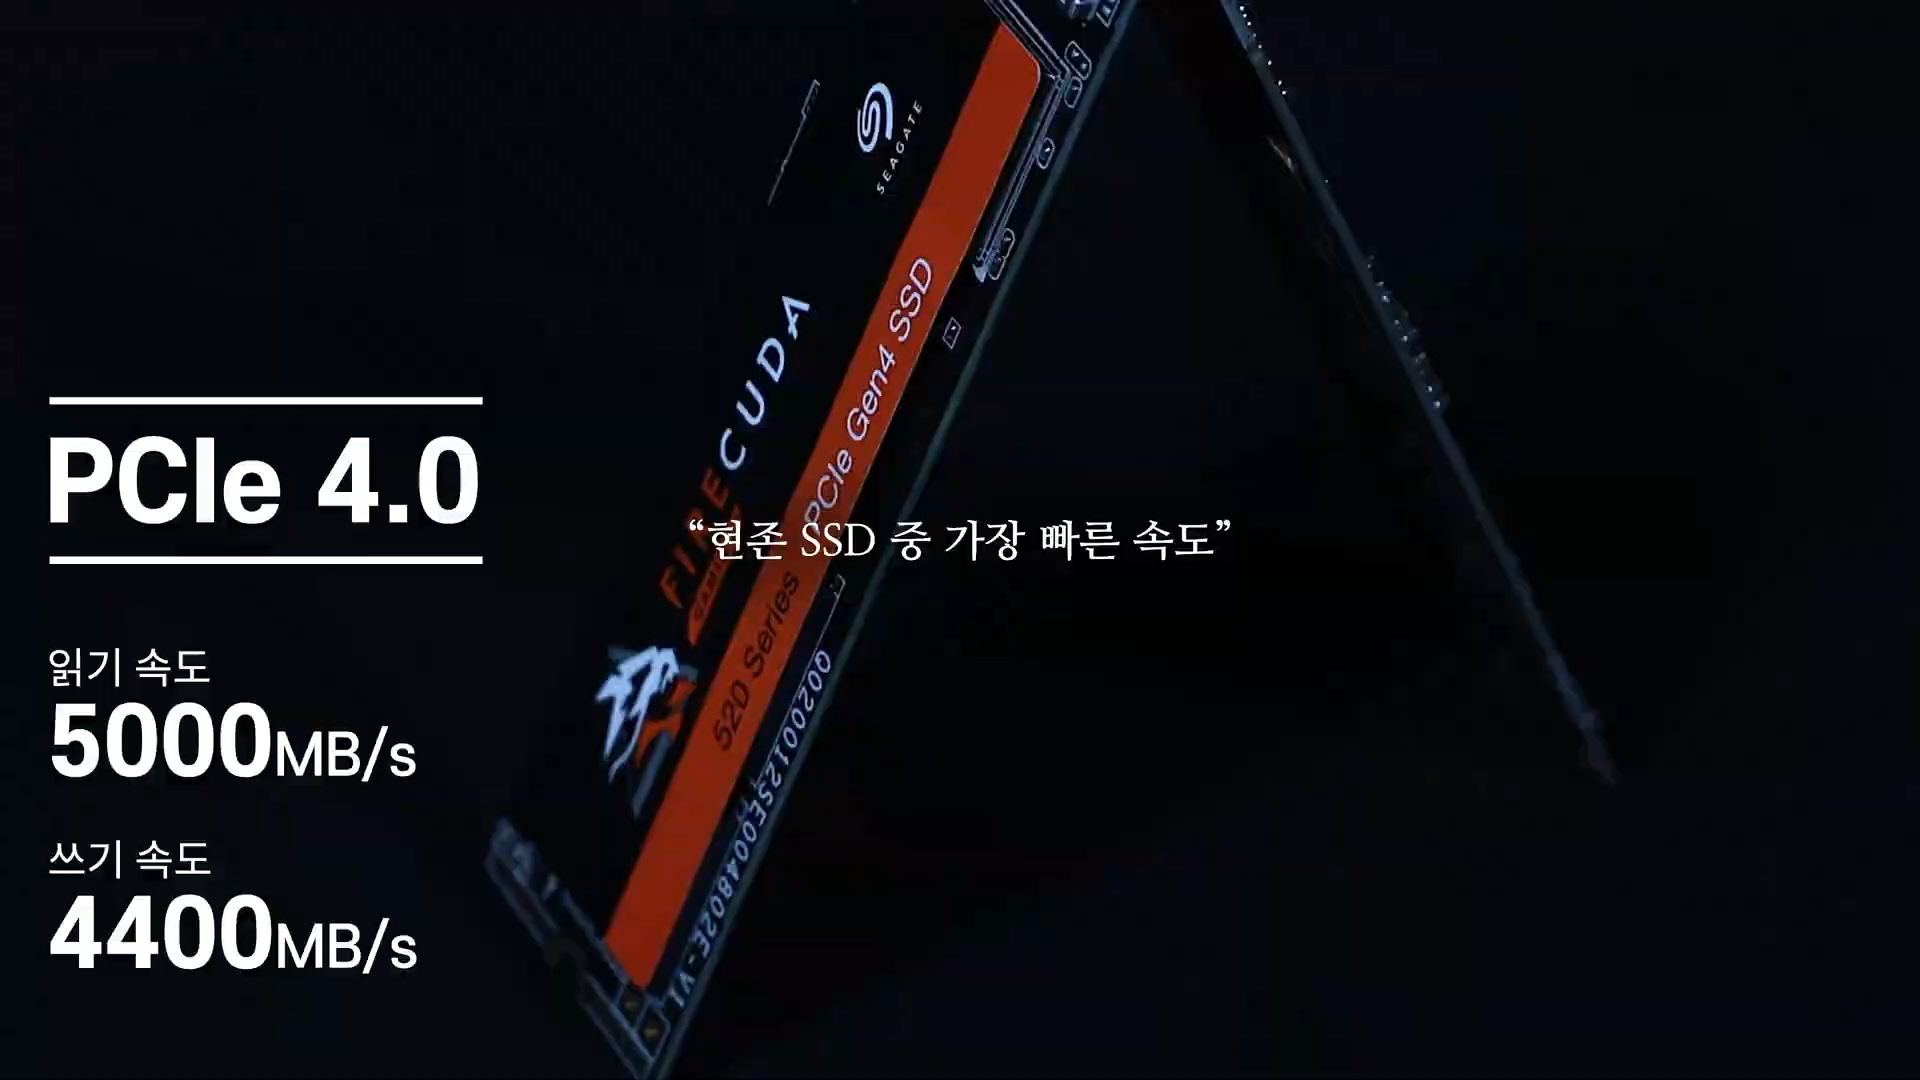 PCIe 4.0
읽기 속도
5000MB/s
쓰기 속도
4400MB/s
“현존 SSD 중 가장 빠른 속도”
SEAGATE
FIRECUDA
520 Series PCIe Gen4 SSD